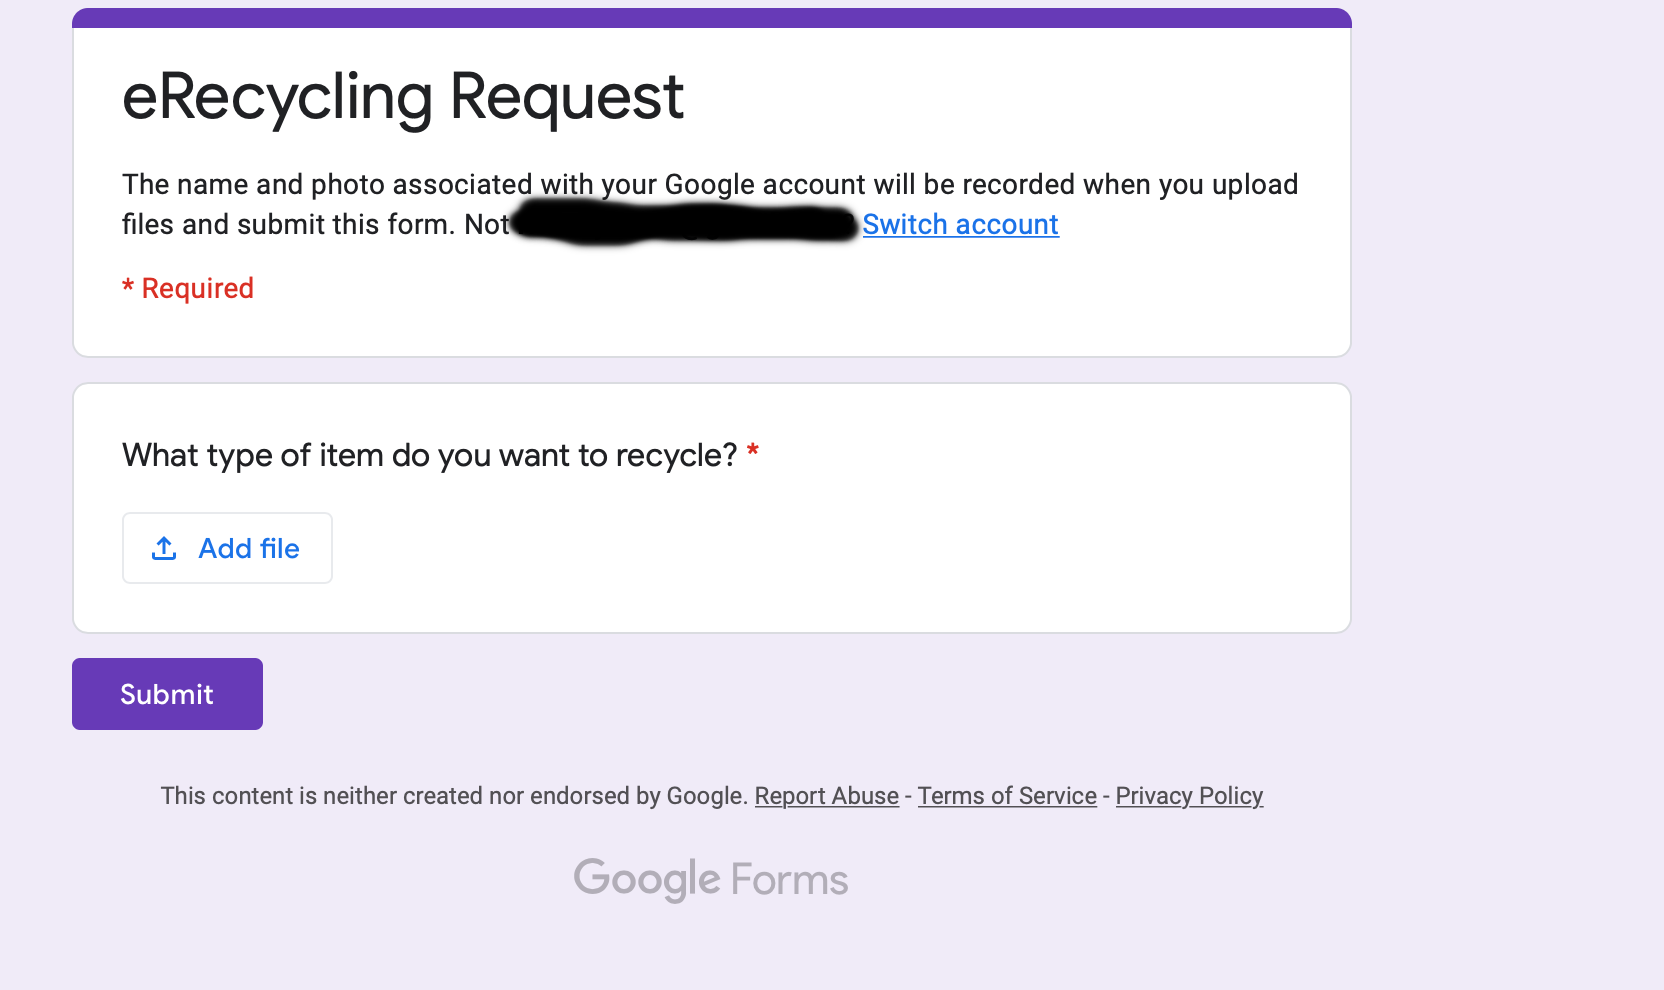 eRecycling Request
The name and photo associated with your Google account will be recorded when you upload
files and submit this form. Not
Switch account
* Required
What type of item do you want to recycle? *
Add file
Submit
This content is neither created nor endorsed by Google. Report Abuse - Terms of Service - Privacy Policy
Google Forms